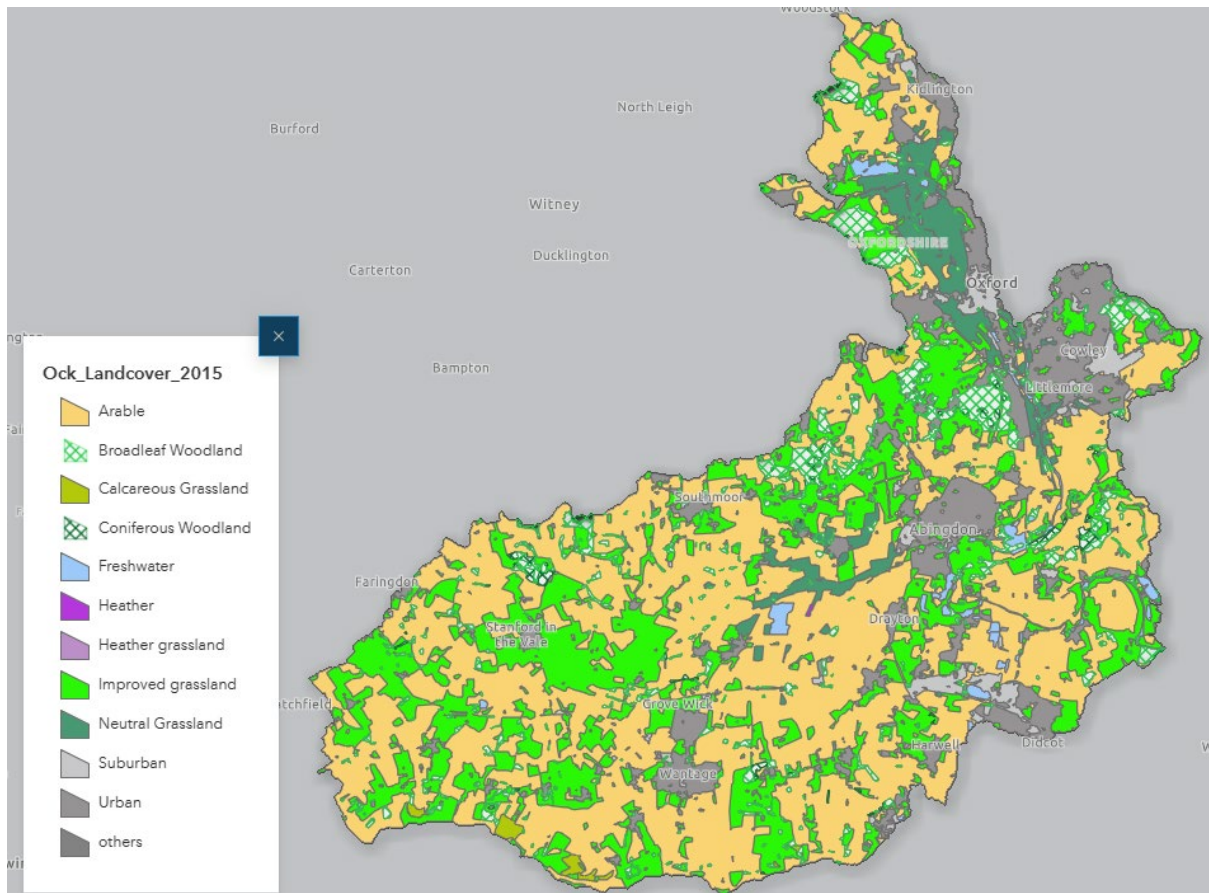 Woodstock
Kidlington
North Leigh
Burford
Witney
OXFORDSHIRE
Ducklington
Carterton
Oxford
ngton
Cowley
Bampton
Littlemore
Southmoor
Abingdon
Faringdon
Drayton
Stanford in
the Vale
Grove Wick
Harwell
Didcot
Wantage
×
Ock_Landcover_2015
Arable
Broadleaf Woodland
Calcareous Grassland
Coniferous Woodland
Freshwater
Heather
Heather grassland
Improved grassland
Neutral Grassland
Suburban
Urban
others